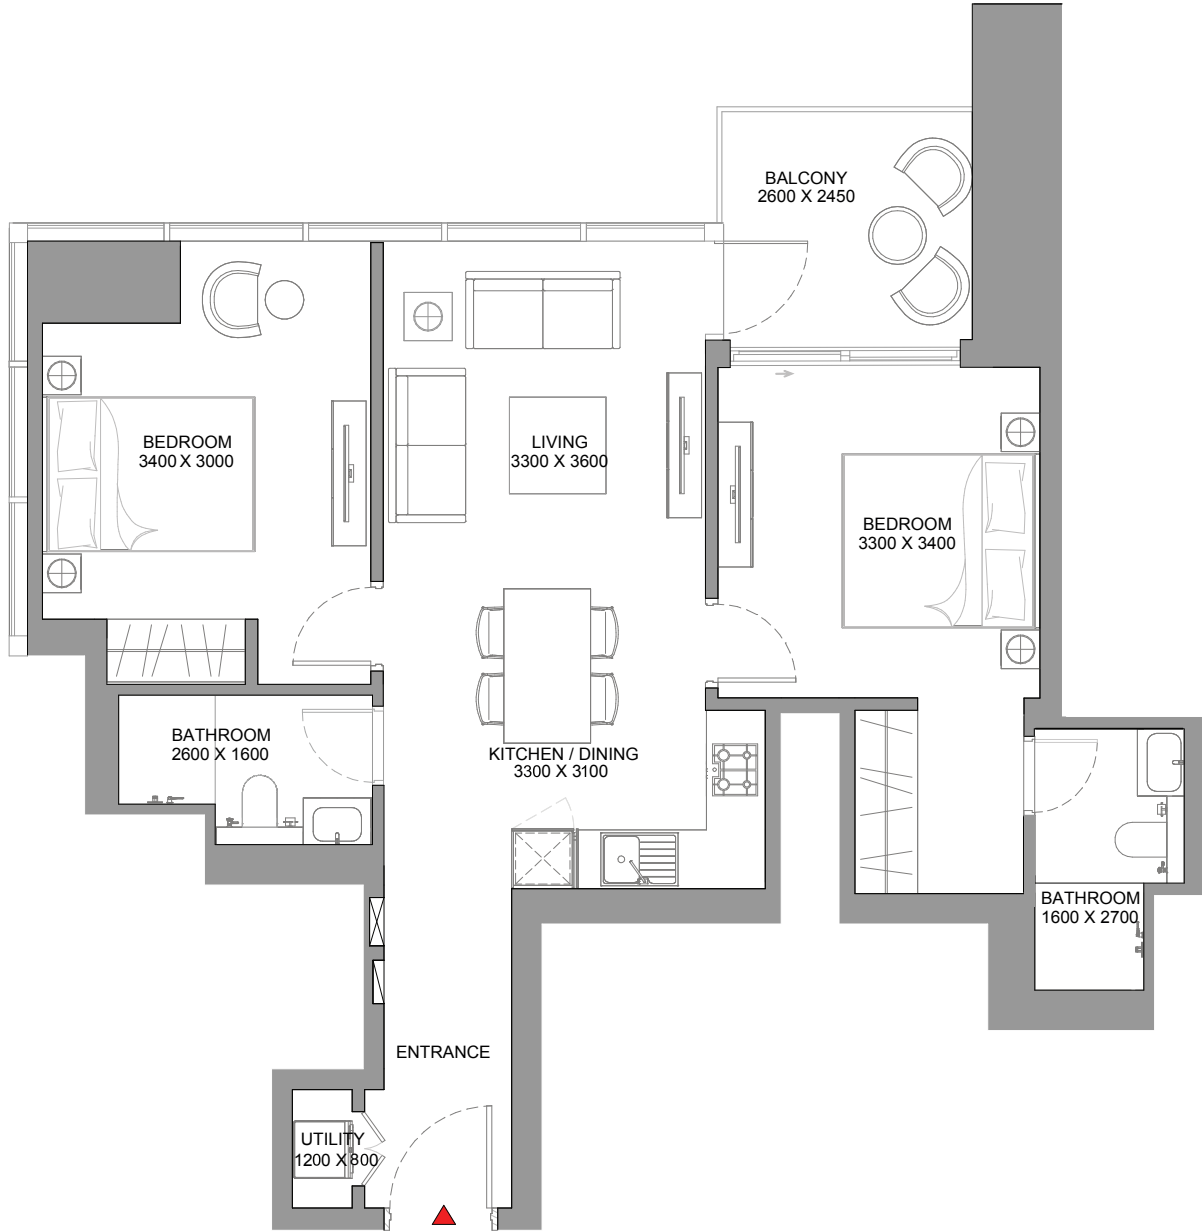 BALCONY
2600 X 2450
BEDROOM
3400 X 3000
LIVING
3300 X 3600
BEDROOM
3300 X 3400
BATHROOM
2600 X 1600
KITCHEN / DINING
3300 X 3100
BATHROOM
1600 X 2700
ENTRANCE
UTILITY
1200 X 800